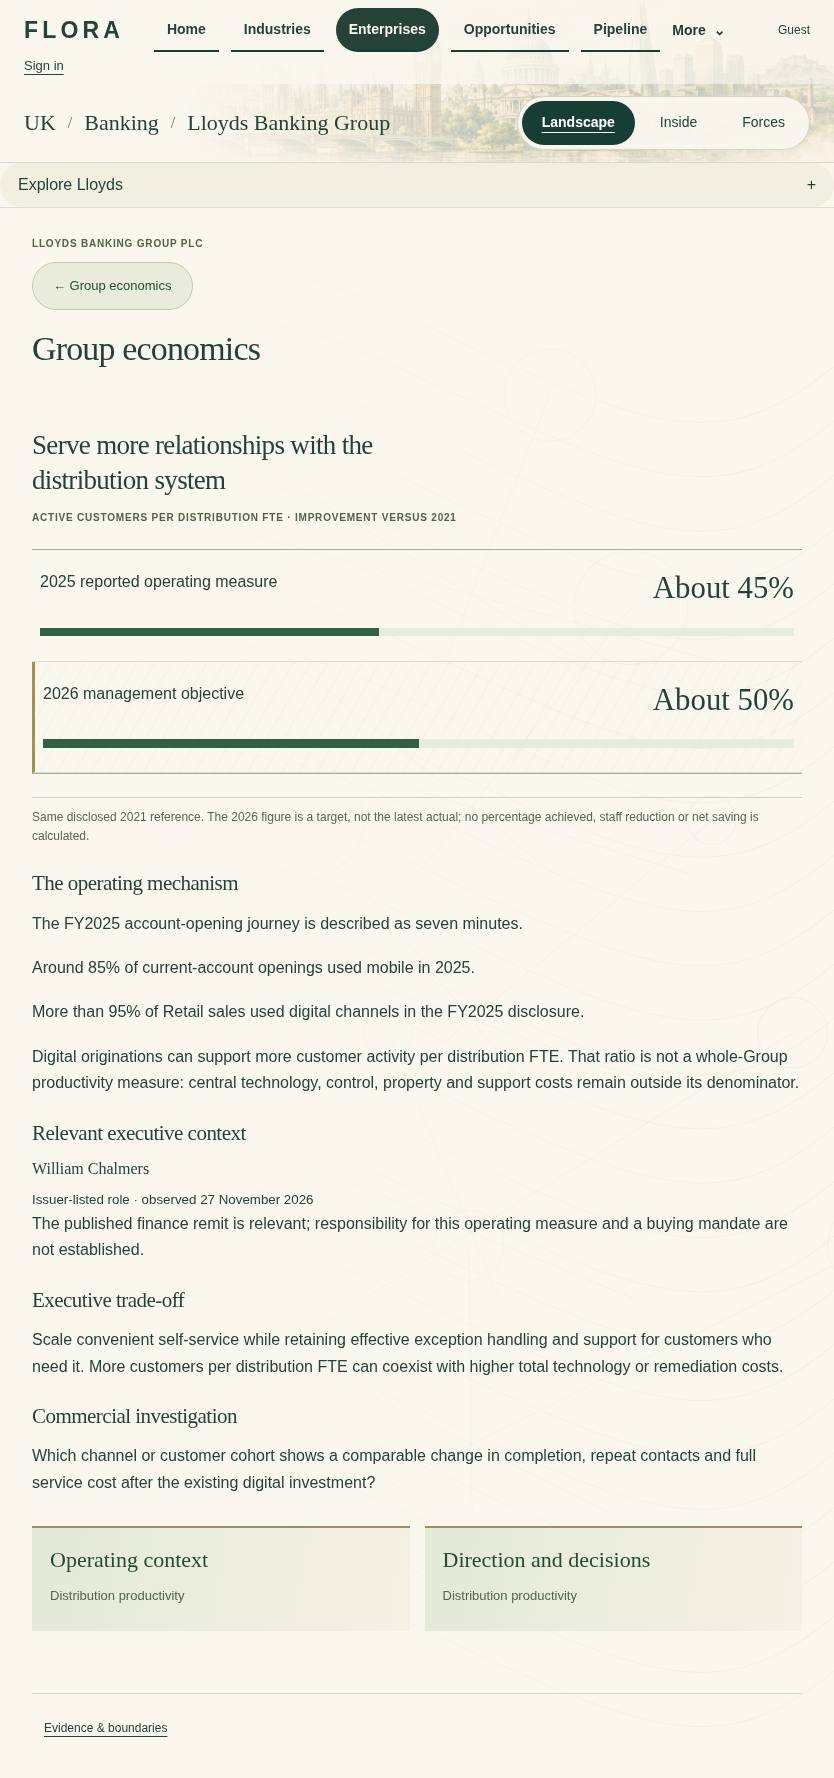 FLORA
Home
Industries
Enterprises
Opportunities
Pipeline
More ⌄
Guest
Sign in
UK / Banking / Lloyds Banking Group
Landscape
Inside
Forces
Explore Lloyds
+
LLOYDS BANKING GROUP PLC
← Group economics
Group economics
Serve more relationships with the
distribution system
ACTIVE CUSTOMERS PER DISTRIBUTION FTE · IMPROVEMENT VERSUS 2021
2025 reported operating measure
About 45%
2026 management objective
About 50%
Same disclosed 2021 reference. The 2026 figure is a target, not the latest actual; no percentage achieved, staff reduction or net saving is
calculated.
The operating mechanism
The FY2025 account-opening journey is described as seven minutes.
Around 85% of current-account openings used mobile in 2025.
More than 95% of Retail sales used digital channels in the FY2025 disclosure.
Digital originations can support more customer activity per distribution FTE. That ratio is not a whole-Group
productivity measure: central technology, control, property and support costs remain outside its denominator.
Relevant executive context
William Chalmers
Issuer-listed role · observed 27 November 2026
The published finance remit is relevant; responsibility for this operating measure and a buying mandate are
not established.
Executive trade-off
Scale convenient self-service while retaining effective exception handling and support for customers who
need it. More customers per distribution FTE can coexist with higher total technology or remediation costs.
Commercial investigation
Which channel or customer cohort shows a comparable change in completion, repeat contacts and full
service cost after the existing digital investment?
Operating context
Distribution productivity
Direction and decisions
Distribution productivity
Evidence & boundaries